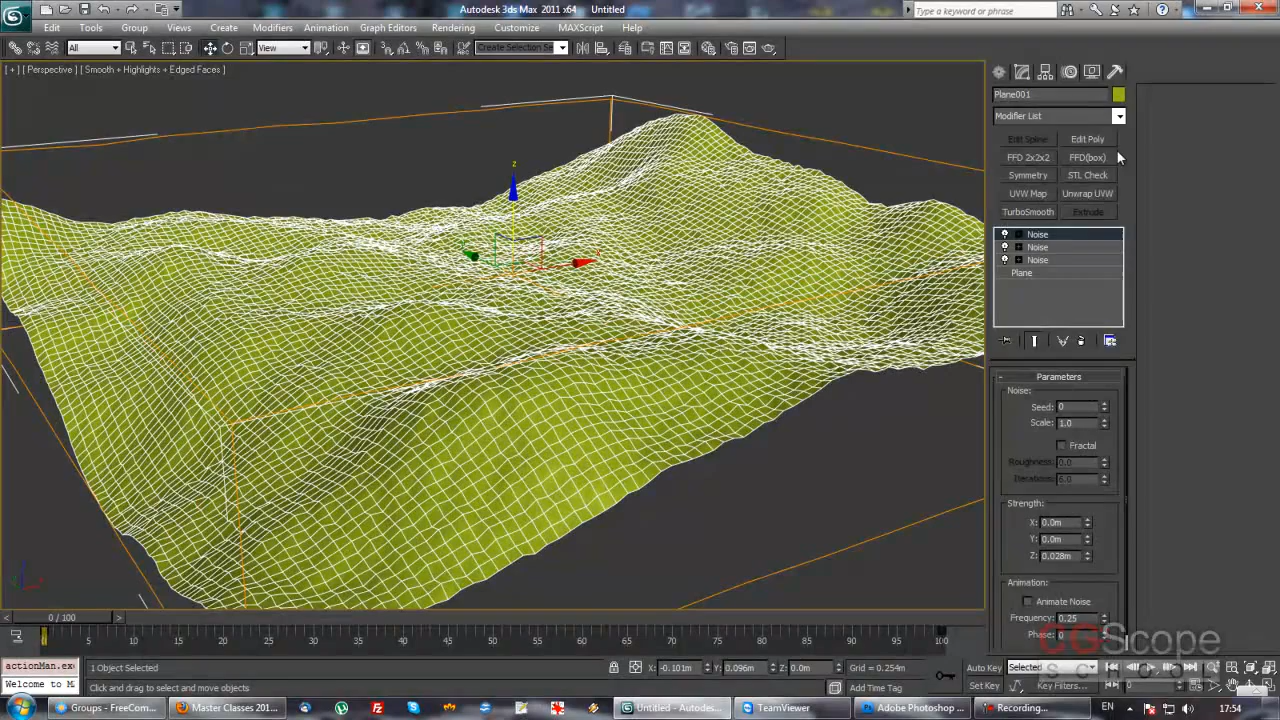 Autodesk 3ds Max 2011 x64 Untitled
Type a keyword or phrase
Edit Tools Group Views Create Modifiers Animation Graph Editors Rendering Customize MAXScript Help
All View Create Selection Se
[ + ] [ Perspective ] [ Smooth + Highlights + Edged Faces ]
Plane001
Modifier List
Edit Spline Edit Poly
FFD 2x2x2 FFD(box)
Symmetry STL Check
UVW Map Unwrap UVW
TurboSmooth Extrude
Noise
Noise
Noise
Plane
z
- Parameters
Noise:
Seed: 0
Scale: 1.0
Fractal
Roughness: 0.0
Iterations: 6.0
Strength:
X: 0.0m
Y: 0.0m
Z: 0.028m
Animation:
Animate Noise
Frequency: 0.25
Phase: 0
CGScope
SCHOOL
< 0 / 100 >
0 5 10 15 20 25 30 35 40 45 50 55 60 65 70 75 80 85 90 95 100
actionMan.exe 1 Object Selected X: -0.101m Y: 0.096m Z: 0.0m Grid = 0.254m Auto Key Selected
Welcome to M Click and drag to select and move objects Add Time Tag Set Key Key Filters... 0
Groups - FreeCom... Master Classes 201... Untitled - Autodes... TeamViewer Adobe Photoshop ... Recording... EN 17:54